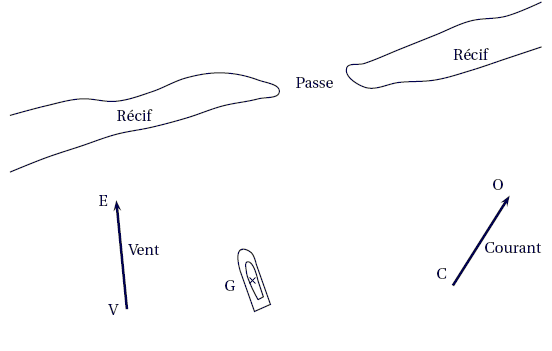 Récif
Passe
Récif
O
E
Vent
Courant
C
G
V